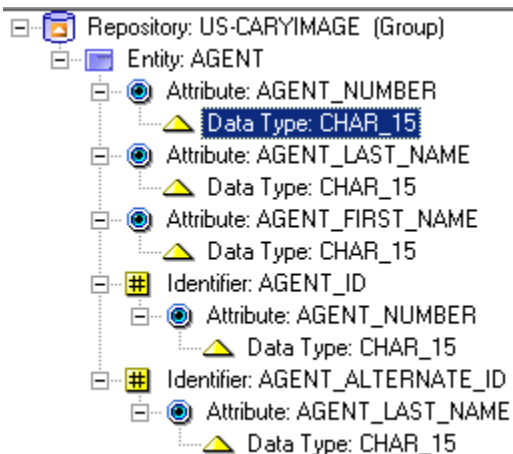 Repository: US-CARYIMAGE (Group)
Entity: AGENT
Attribute: AGENT_NUMBER
Data Type: CHAR_15
Attribute: AGENT_LAST_NAME
Data Type: CHAR_15
Attribute: AGENT_FIRST_NAME
Data Type: CHAR_15
Identifier: AGENT_ID
Attribute: AGENT_NUMBER
Data Type: CHAR_15
Identifier: AGENT_ALTERNATE_ID
Attribute: AGENT_LAST_NAME
Data Type: CHAR_15